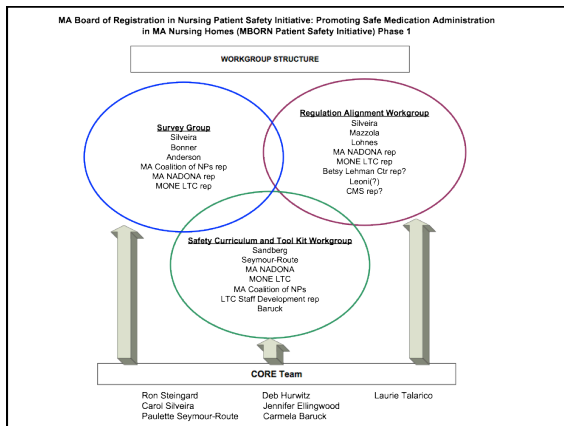 MA Board of Registration in Nursing Patient Safety Initiative: Promoting Safe Medication Administration
in MA Nursing Homes (MBORN Patient Safety Initiative) Phase 1
WORKGROUP STRUCTURE
Survey Group
Silveira
Bonner
Anderson
MA Coalition of NPs rep
MA NADONA rep
MONE LTC rep
Regulation Alignment Workgroup
Silveira
Mazzola
Lohnes
MA NADONA rep
MONE LTC rep
Betsy Lehman Ctr rep?
Leoni(?)
CMS rep?
Safety Curriculum and Tool Kit Workgroup
Sandberg
Seymour-Route
MA NADONA
MONE LTC
MA Coalition of NPs
LTC Staff Development rep
Baruck
CORE Team
Ron Steingard
Carol Silveira
Paulette Seymour-Route
Deb Hurwitz
Jennifer Ellingwood
Carmela Baruck
Laurie Talarico